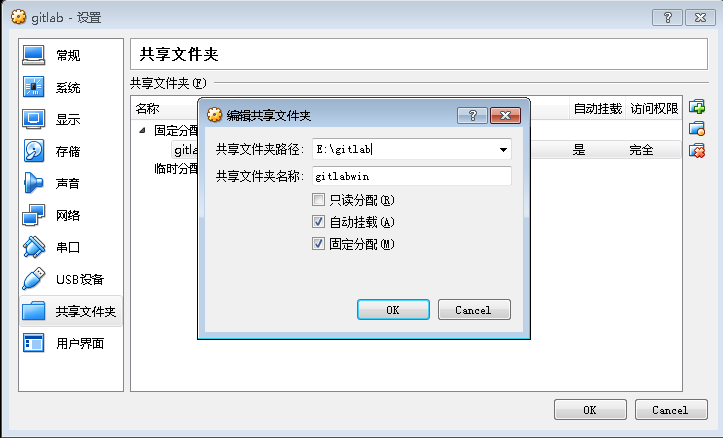 gitlab - 设置
常规
系统
显示
存储
声音
网络
串口
USB设备
共享文件夹
用户界面
共享文件夹
共享文件夹(F)
名称
自动挂载
访问权限
固定分配
gitl
是
完全
临时分配
编辑共享文件夹
共享文件夹路径:
E:\gitlab
共享文件夹名称:
gitlabwin
只读分配(R)
自动挂载(A)
固定分配(M)
OK
Cancel
OK
Cancel